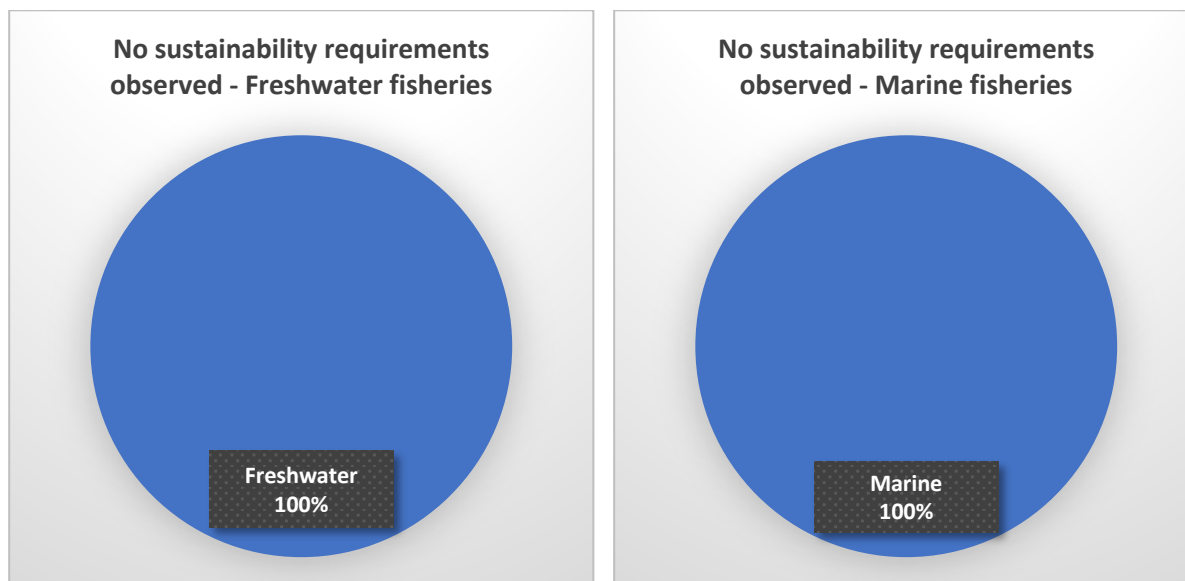 No sustainability requirements
observed - Freshwater fisheries
Freshwater
100%
No sustainability requirements
observed - Marine fisheries
Marine
100%